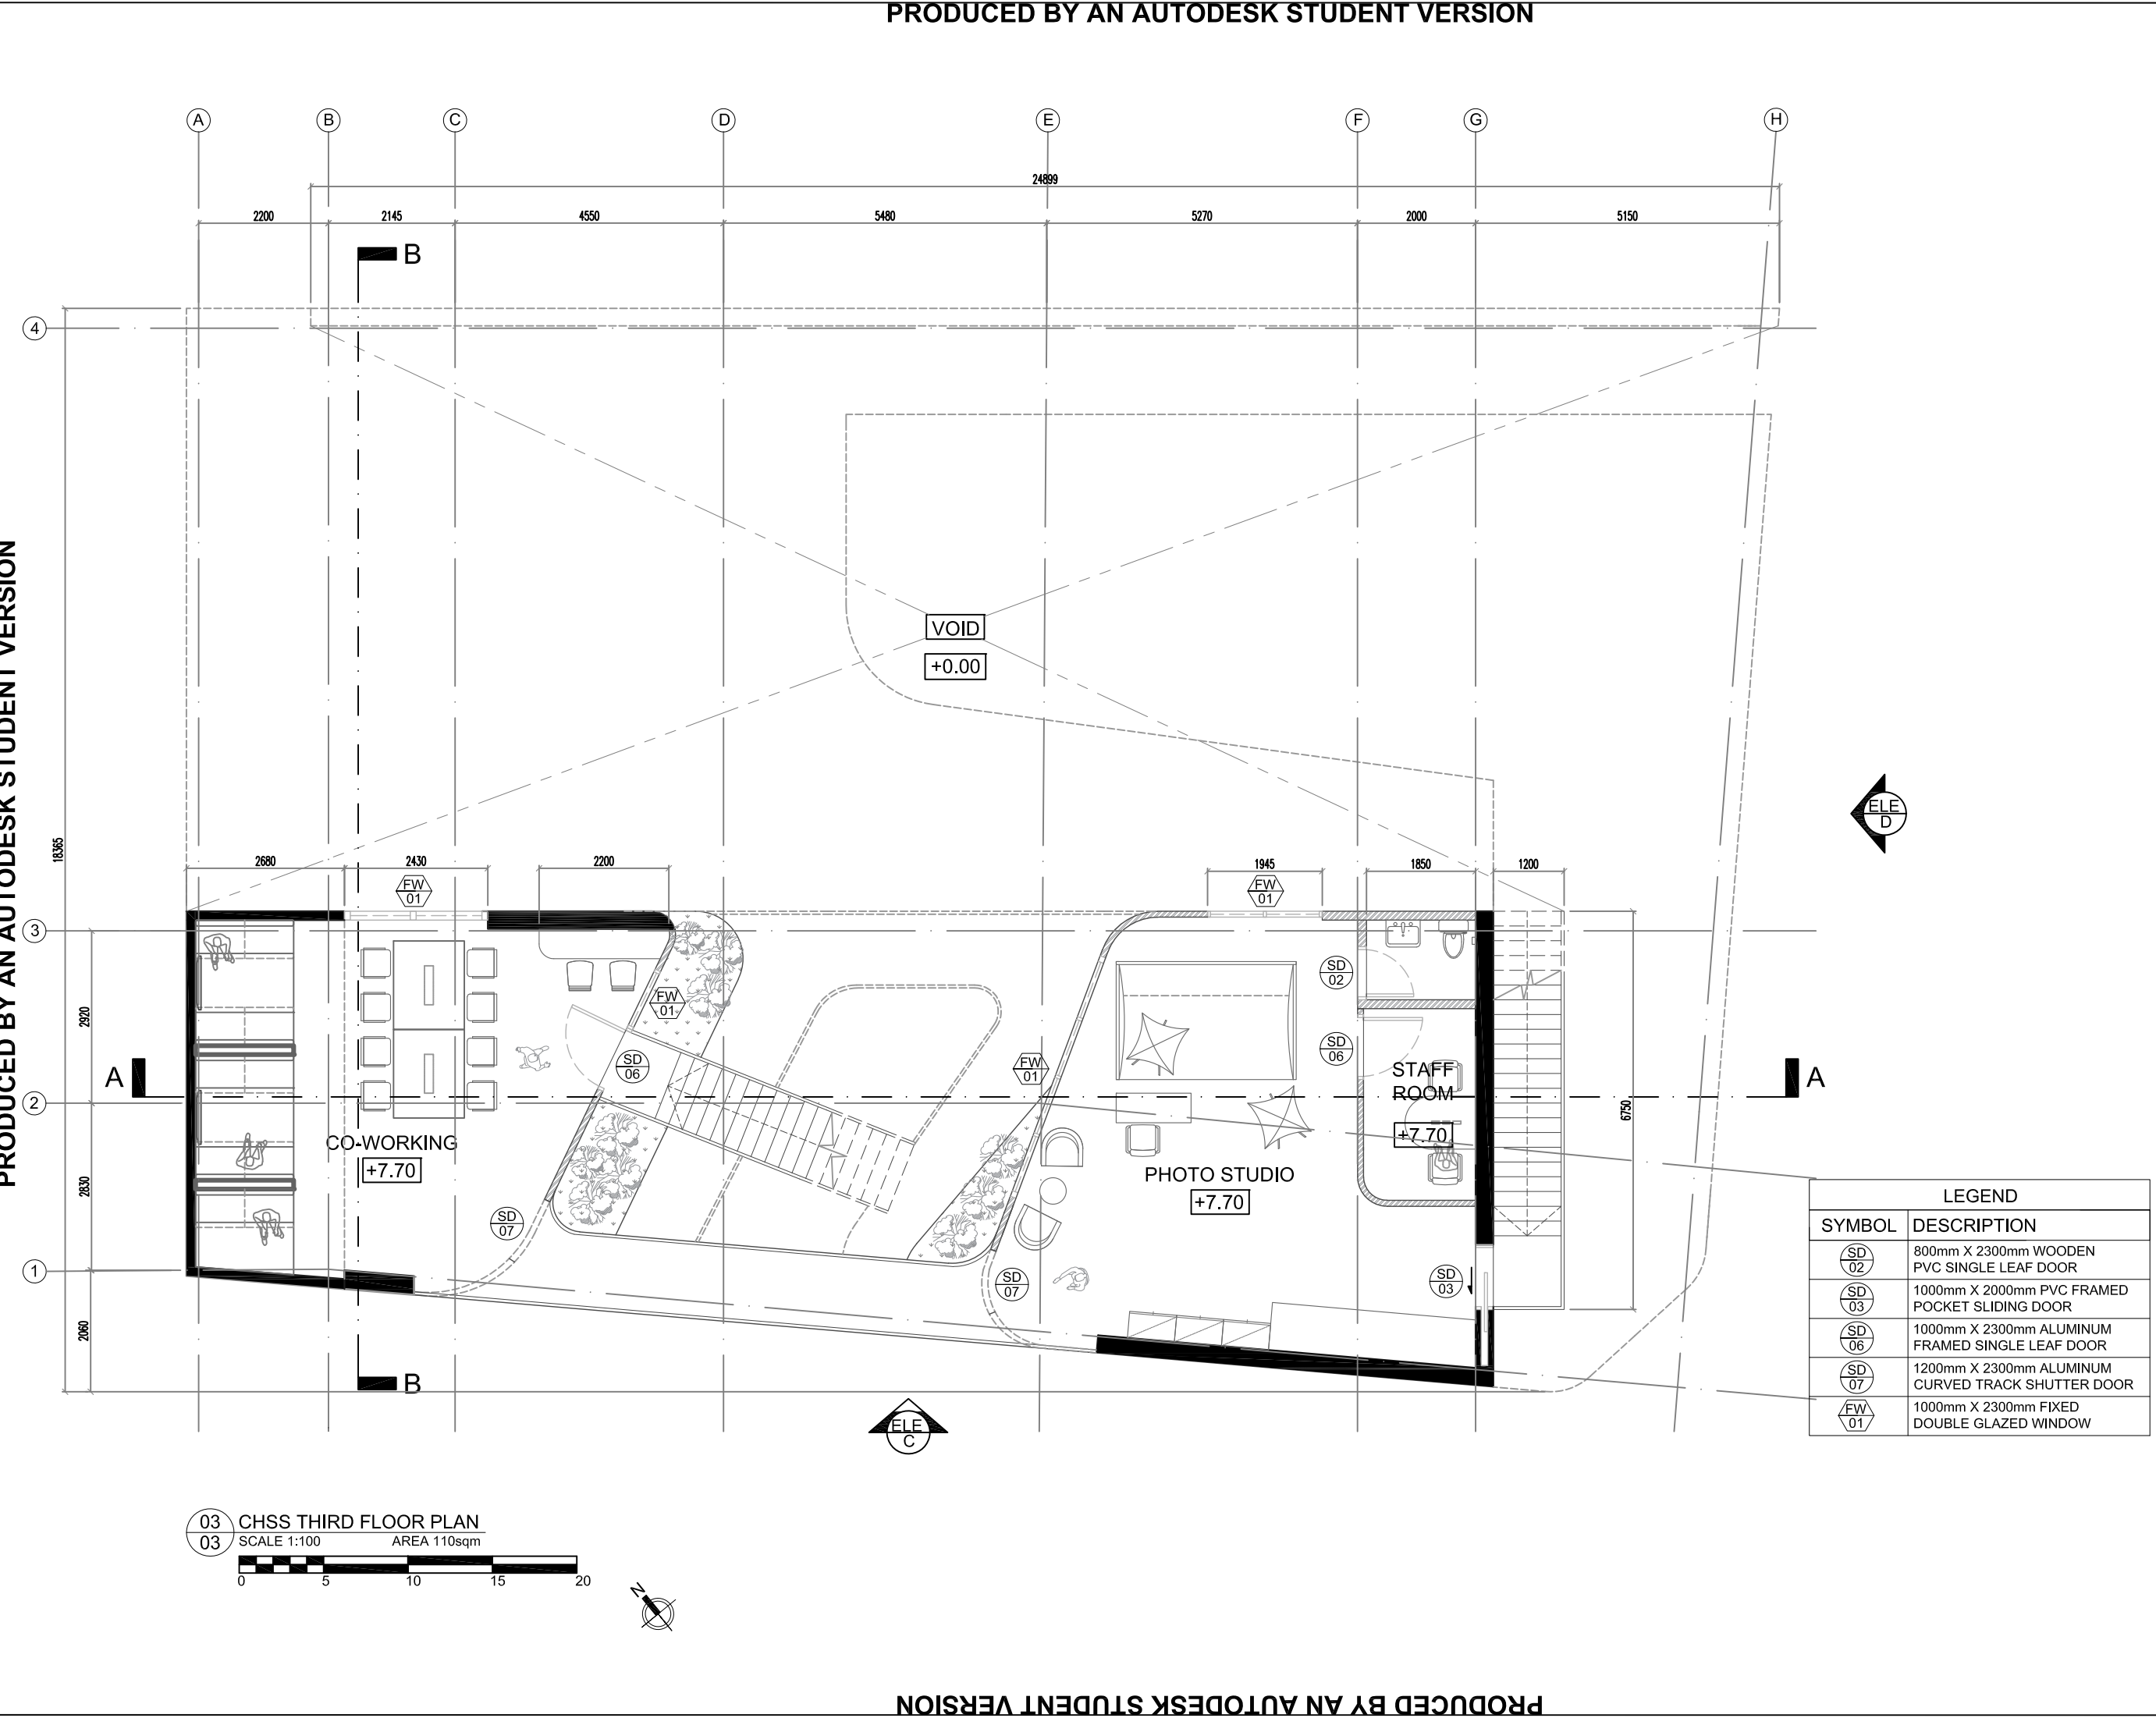 PRODUCED BY AN AUTODESK STUDENT VERSION
A B C D E F G H
24899
2200 2145 4550 5480 5270 2000 5150
B
4
PRODUCED BY AN AUTODESK STUDENT VERSION
VOID
+0.00
18365
ELE
D
2680 2430 2200 1945 1850 1200
FW
01
FW
01
3
SD
02
FW
01
2920
SD
06
FW
01
SD
06
STAFF
ROOM
A
A
2
6750
CO-WORKING
+7.70
+7.70
PHOTO STUDIO
+7.70
2830
SD
07
1
SD
07
SD
03
2060
B
ELE
C
LEGEND
SYMBOL DESCRIPTION
SD
02
800mm X 2300mm WOODEN
PVC SINGLE LEAF DOOR
SD
03
1000mm X 2000mm PVC FRAMED
POCKET SLIDING DOOR
SD
06
1000mm X 2300mm ALUMINUM
FRAMED SINGLE LEAF DOOR
SD
07
1200mm X 2300mm ALUMINUM
CURVED TRACK SHUTTER DOOR
FW
01
1000mm X 2300mm FIXED
DOUBLE GLAZED WINDOW
03
03
CHSS THIRD FLOOR PLAN
SCALE 1:100 AREA 110sqm
0 5 10 15 20
N
PRODUCED BY AN AUTODESK STUDENT VERSION